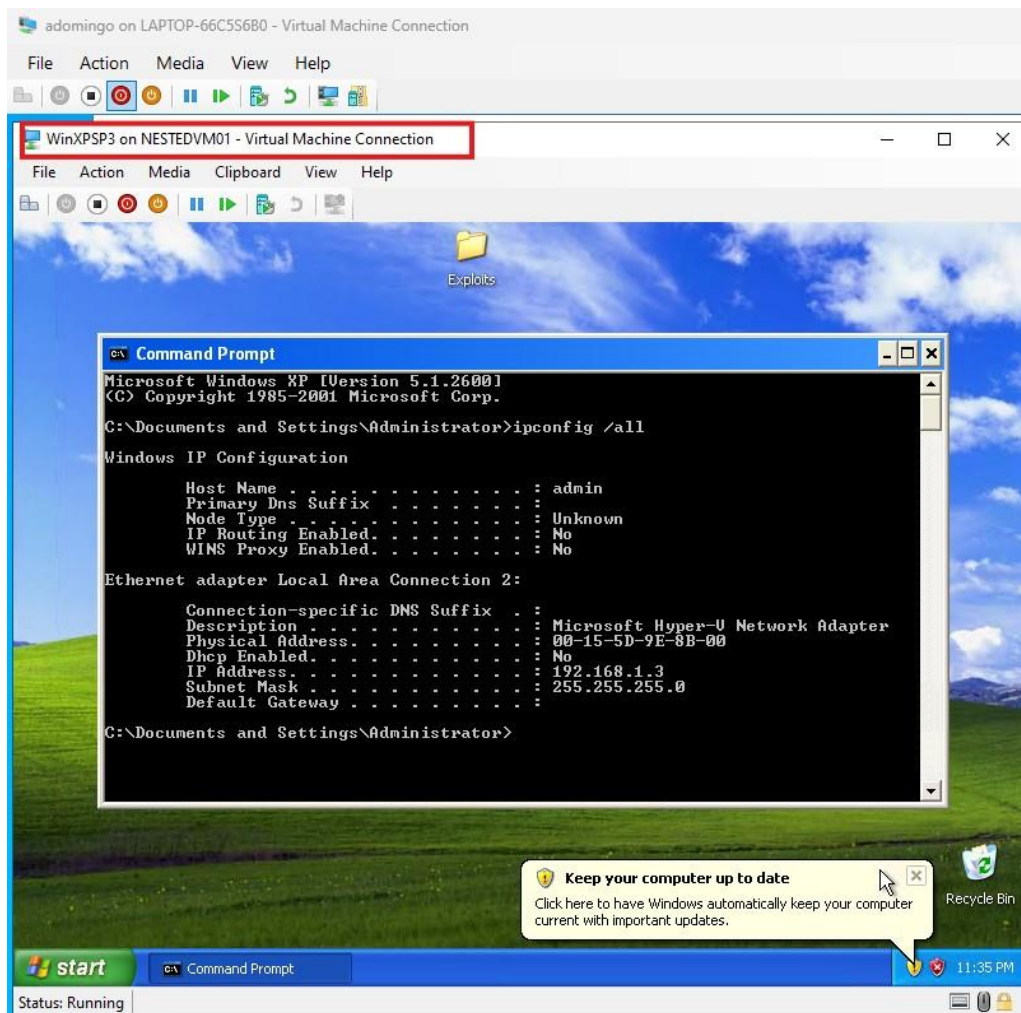 adomingo on LAPTOP-66C5S6B0 - Virtual Machine Connection
File Action Media View Help
WinXPSP3 on NESTEDVM01 - Virtual Machine Connection
File Action Media Clipboard View Help
Exploits
Command Prompt
Microsoft Windows XP [Version 5.1.2600]
(C) Copyright 1985-2001 Microsoft Corp.
C:\Documents and Settings\Administrator>ipconfig /all
Windows IP Configuration
Host Name . . . . . . . . . . . . : admin
Primary Dns Suffix . . . . . . . :
Node Type . . . . . . . . . . . . : Unknown
IP Routing Enabled. . . . . . . . : No
WINS Proxy Enabled. . . . . . . . : No
Ethernet adapter Local Area Connection 2:
Connection-specific DNS Suffix . :
Description . . . . . . . . . . . : Microsoft Hyper-V Network Adapter
Physical Address. . . . . . . . . : 00-15-5D-9E-8B-00
Dhcp Enabled. . . . . . . . . . . : No
IP Address. . . . . . . . . . . . : 192.168.1.3
Subnet Mask . . . . . . . . . . . : 255.255.255.0
Default Gateway . . . . . . . . . :
C:\Documents and Settings\Administrator>
Keep your computer up to date
Click here to have Windows automatically keep your computer
current with important updates.
Recycle Bin
start
Command Prompt
11:35 PM
Status: Running